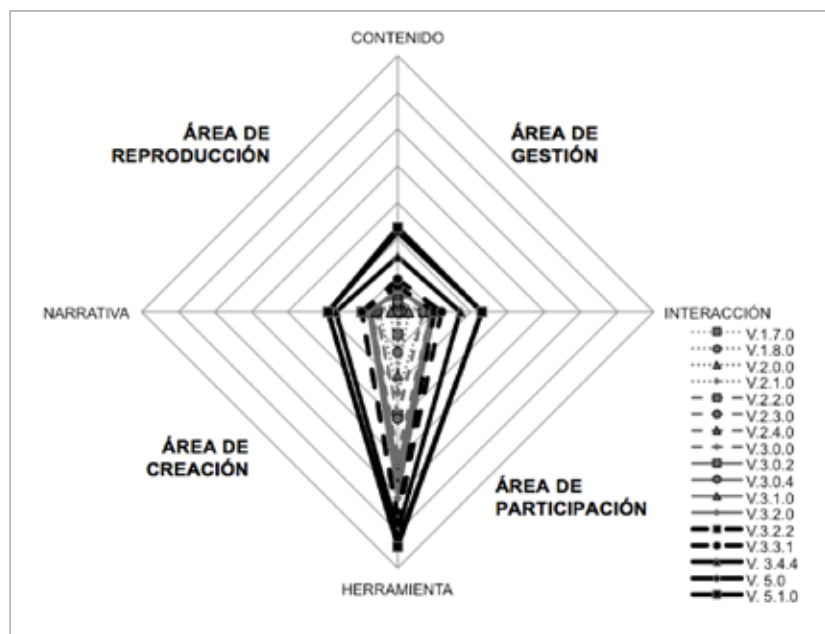 CONTENIDO
ÁREA DE
REPRODUCCIÓN
ÁREA DE
GESTIÓN
NARRATIVA
INTERACCIÓN
ÁREA DE
CREACIÓN
ÁREA DE
PARTICIPACIÓN
HERRAMIENTA
V.1.7.0
V.1.8.0
V.2.0.0
V.2.1.0
V.2.2.0
V.2.3.0
V.2.4.0
V.3.0.0
V.3.0.2
V.3.0.4
V.3.1.0
V.3.2.0
V.3.2.2
V.3.3.1
V. 3.4.4
V. 5.0
V. 5.1.0